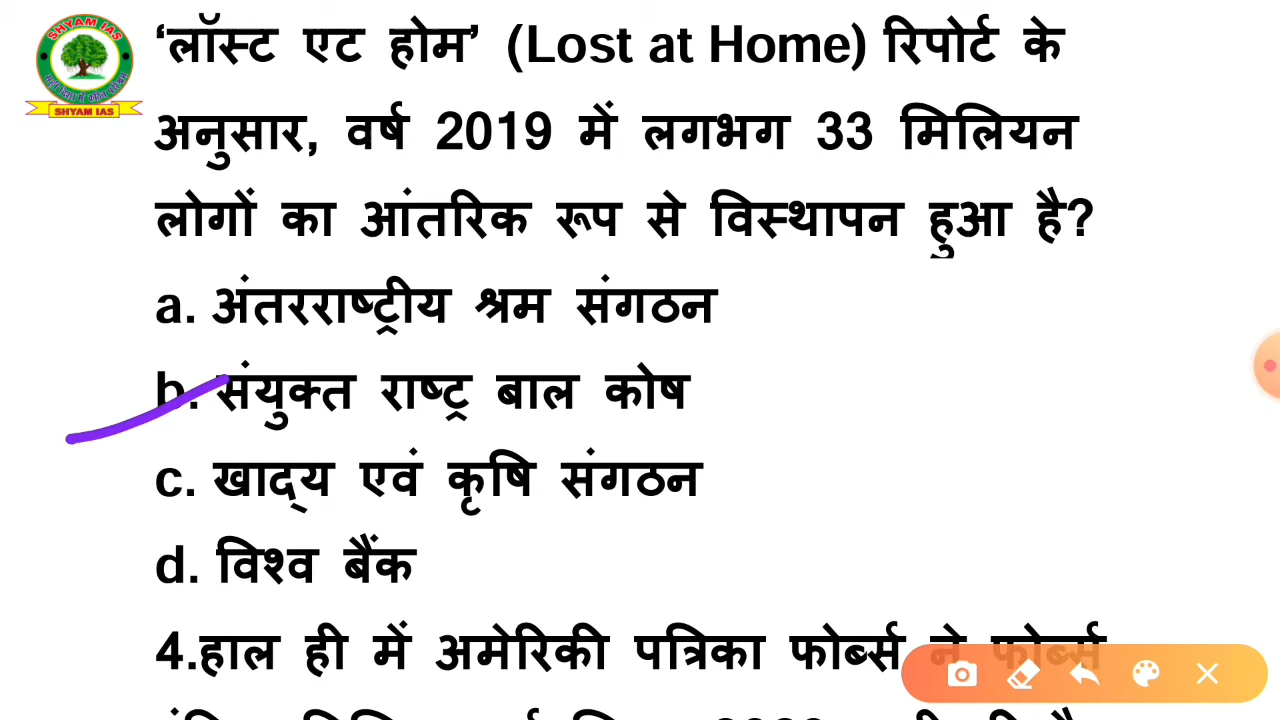 SHYAM IAS
SHYAM IAS
‘लॉस्ट एट होम’ (Lost at Home) रिपोर्ट के
अनुसार, वर्ष 2019 में लगभग 33 मिलियन
लोगों का आंतरिक रूप से विस्थापन हुआ है?
a. अंतरराष्ट्रीय श्रम संगठन
b. संयुक्त राष्ट्र बाल कोष
c. खाद्य एवं कृषि संगठन
d. विश्व बैंक
4.हाल ही में अमेरिकी पत्रिका फोर्ब्स ने फोर्ब्स